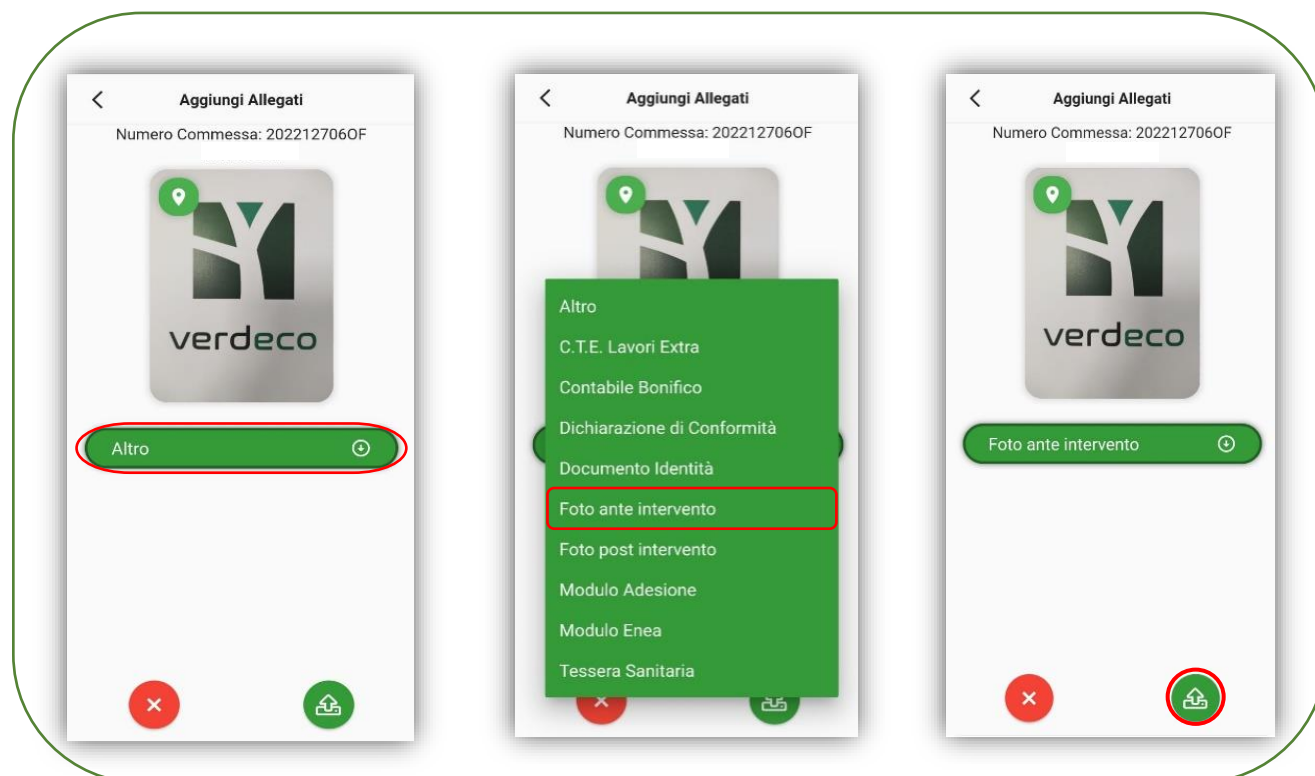 Aggiungi Allegati
Numero Commessa: 202212706OF
verdeco
Altro
Aggiungi Allegati
Numero Commessa: 202212706OF
Altro
C.T.E. Lavori Extra
Contabile Bonifico
Dichiarazione di Conformità
Documento Identità
Foto ante intervento
Foto post intervento
Modulo Adesione
Modulo Enea
Tessera Sanitaria
Aggiungi Allegati
Numero Commessa: 202212706OF
verdeco
Foto ante intervento